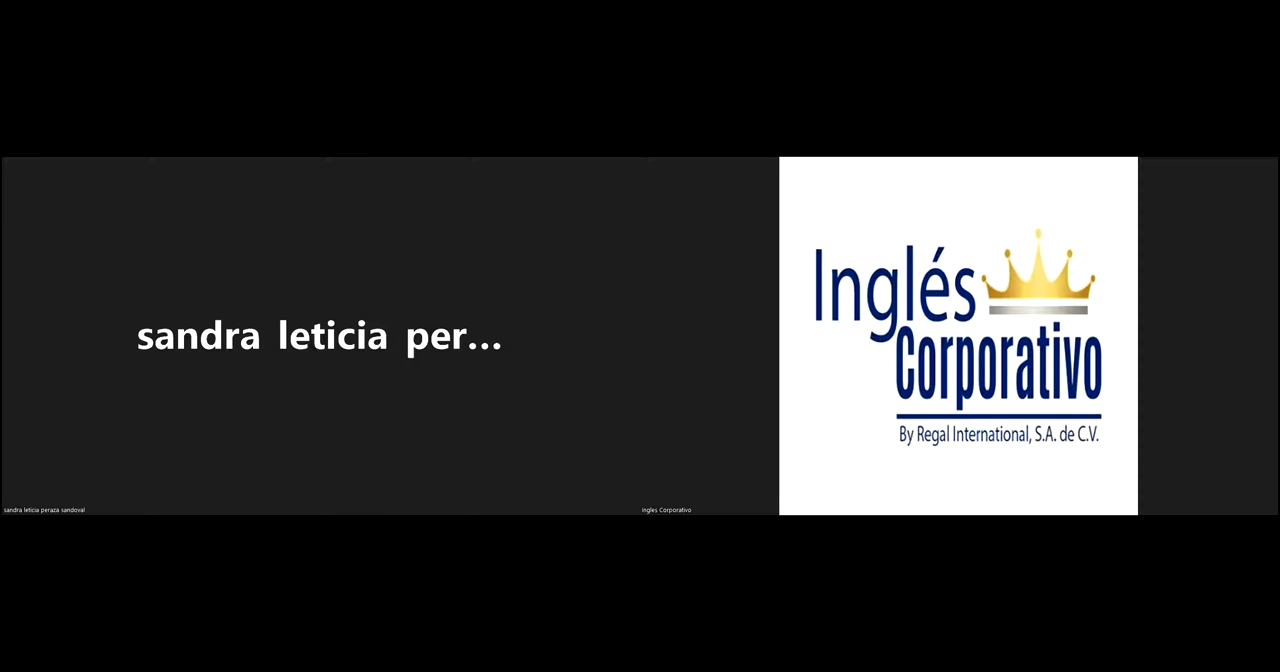 sandra leticia per...
Inglés
Corporativo
By Regal International, S.A. de C.V.
sandra leticia peraza sandoval
Ingles Corporativo